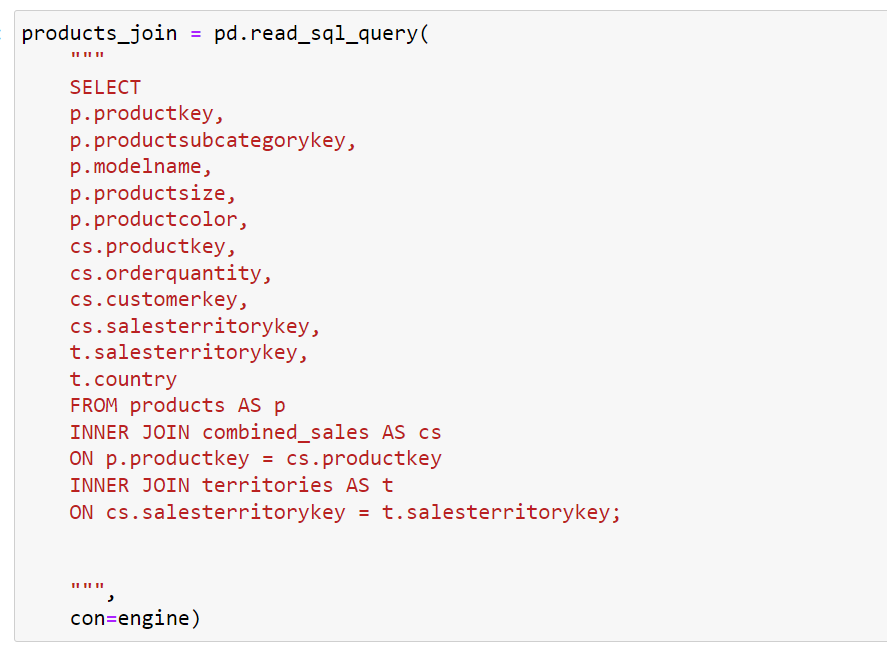 products_join = pd.read_sql_query(
"""
SELECT
p.productkey,
p.productsubcategorykey,
p.modelname,
p.productsize,
p.productcolor,
cs.productkey,
cs.orderquantity,
cs.customerkey,
cs.salesterritorykey,
t.salesterritorykey,
t.country
FROM products AS p
INNER JOIN combined_sales AS cs
ON p.productkey = cs.productkey
INNER JOIN territories AS t
ON cs.salesterritorykey = t.salesterritorykey;
""",
con=engine)